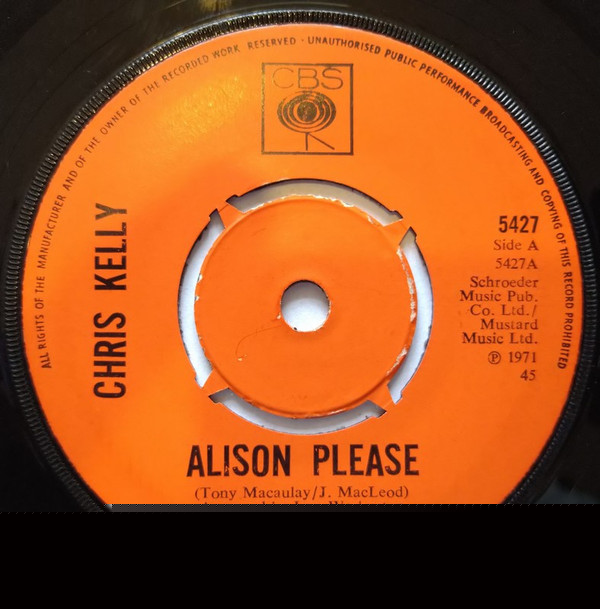 ALL RIGHTS OF THE MANUFACTURER AND OF THE OWNER OF THE RECORDED WORK RESERVED · UNAUTHORISED PUBLIC PERFORMANCE BROADCASTING AND COPYING OF THIS RECORD PROHIBITED
CBS
CHRIS KELLY
5427
Side A
5427A
Schroeder
Music Pub.
Co. Ltd./
Mustard
Music Ltd.
℗ 1971
45
ALISON PLEASE
(Tony Macaulay/J. MacLeod)